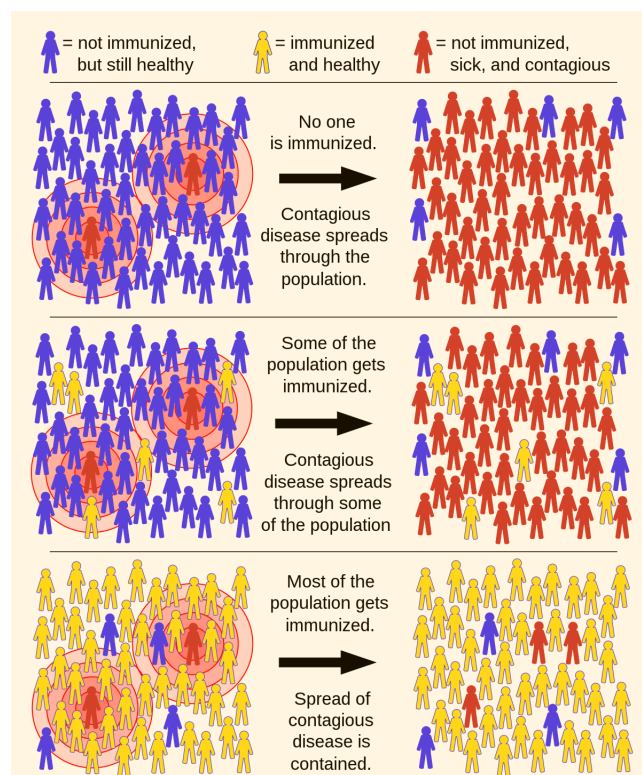 = not immunized,
but still healthy
= immunized
and healthy
= not immunized,
sick, and contagious
No one
is immunized.
Contagious
disease spreads
through the
population.
Some of the
population gets
immunized.
Contagious
disease spreads
through some
of the population
Most of the
population gets
immunized.
Spread of
contagious
disease is
contained.